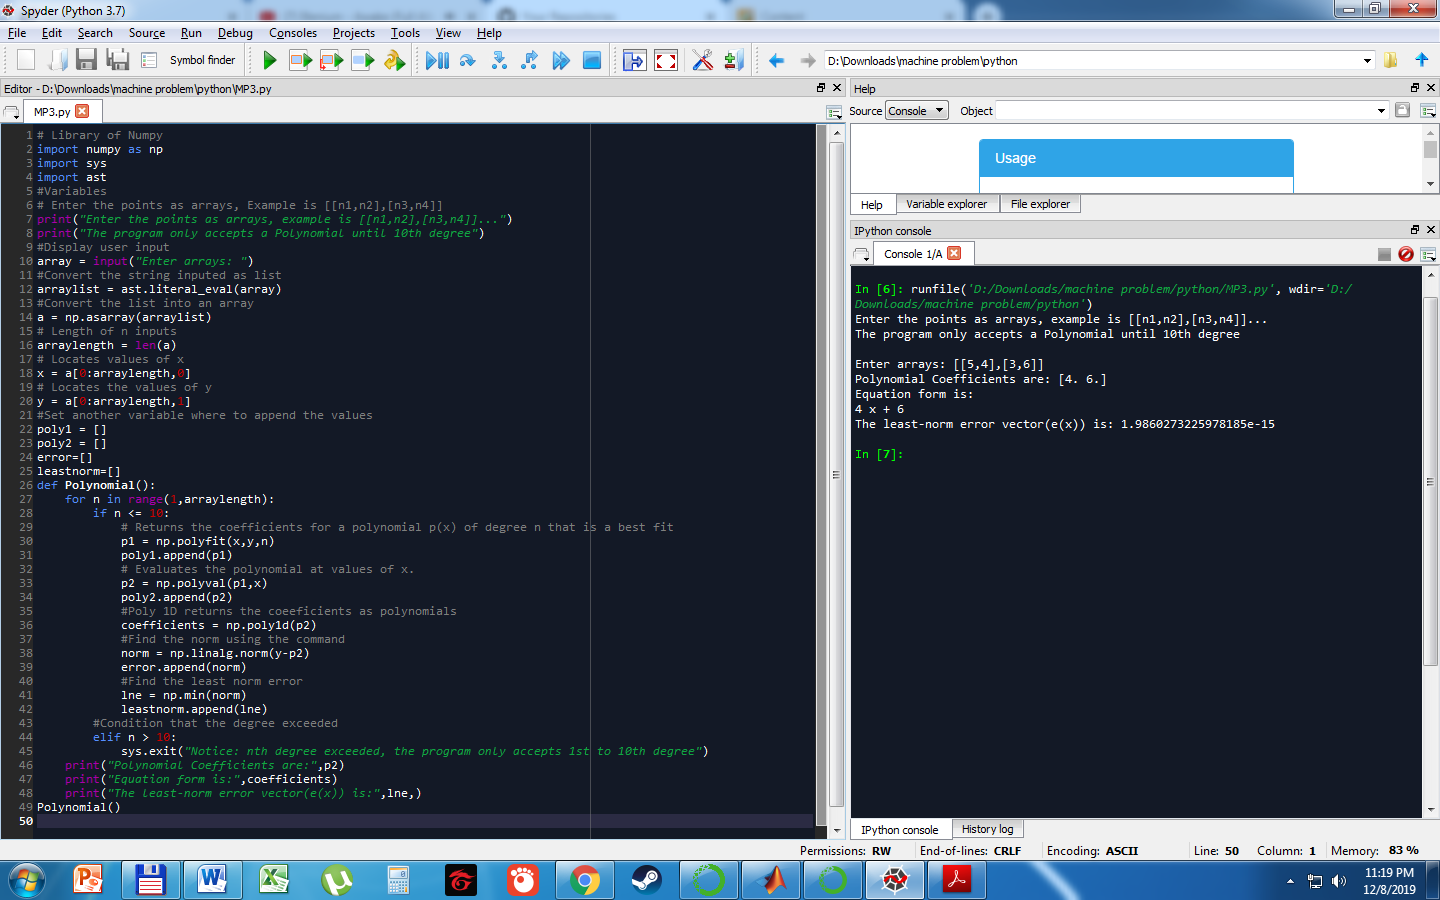 Spyder (Python 3.7)
File Edit Search Source Run Debug Consoles Projects Tools View Help
Symbol finder
D:\Downloads\machine problem\python
Editor - D:\Downloads\machine problem\python\MP3.py
MP3.py
1 # Library of Numpy
2 import numpy as np
3 import sys
4 import ast
5 #Variables
6 # Enter the points as arrays, Example is [[n1,n2],[n3,n4]]
7 print("Enter the points as arrays, example is [[n1,n2],[n3,n4]]...")
8 print("The program only accepts a Polynomial until 10th degree")
9 #Display user input
10 array = input("Enter arrays: ")
11 #Convert the string inputed as list
12 arraylist = ast.literal_eval(array)
13 #Convert the list into an array
14 a = np.asarray(arraylist)
15 # Length of n inputs
16 arraylength = len(a)
17 # Locates values of x
18 x = a[0:arraylength,0]
19 # Locates the values of y
20 y = a[0:arraylength,1]
21 #Set another variable where to append the values
22 poly1 = []
23 poly2 = []
24 error=[]
25 leastnorm=[]
26 def Polynomial():
27     for n in range(1,arraylength):
28         if n <= 10:
29             # Returns the coefficients for a polynomial p(x) of degree n that is a best fit
30             p1 = np.polyfit(x,y,n)
31             poly1.append(p1)
32             # Evaluates the polynomial at values of x.
33             p2 = np.polyval(p1,x)
34             poly2.append(p2)
35             #Poly 1D returns the coeeficients as polynomials
36             coefficients = np.poly1d(p2)
37             #Find the norm using the command
38             norm = np.linalg.norm(y-p2)
39             error.append(norm)
40             #Find the least norm error
41             lne = np.min(norm)
42             leastnorm.append(lne)
43         #Condition that the degree exceeded
44         elif n > 10:
45             sys.exit("Notice: nth degree exceeded, the program only accepts 1st to 10th degree")
46     print("Polynomial Coefficients are:",p2)
47     print("Equation form is:",coefficients)
48     print("The least-norm error vector(e(x)) is:",lne,)
49 Polynomial()
50
Help
Source Console Object
Usage
Help Variable explorer File explorer
IPython console
Console 1/A
In [6]: runfile('D:/Downloads/machine problem/python/MP3.py', wdir='D:/
Downloads/machine problem/python')
Enter the points as arrays, example is [[n1,n2],[n3,n4]]...
The program only accepts a Polynomial until 10th degree
Enter arrays: [[5,4],[3,6]]
Polynomial Coefficients are: [4. 6.]
Equation form is:
4 x + 6
The least-norm error vector(e(x)) is: 1.9860273225978185e-15
In [7]:
IPython console History log
Permissions: RW End-of-lines: CRLF Encoding: ASCII Line: 50 Column: 1 Memory: 83 %
11:19 PM
12/8/2019